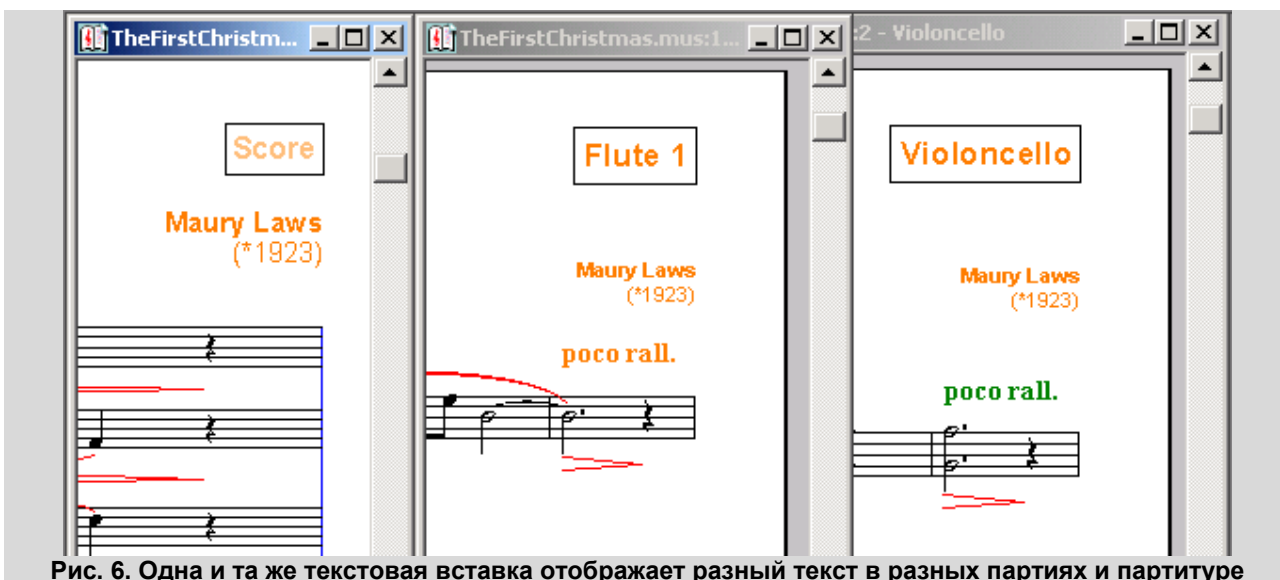 TheFirstChristm...
Score
Maury Laws
(*1923)
TheFirstChristmas.mus:1...
Flute 1
Maury Laws
(*1923)
poco rall.
:2 - Violoncello
Violoncello
Maury Laws
(*1923)
poco rall.
Рис. 6. Одна и та же текстовая вставка отображает разный текст в разных партиях и партитуре